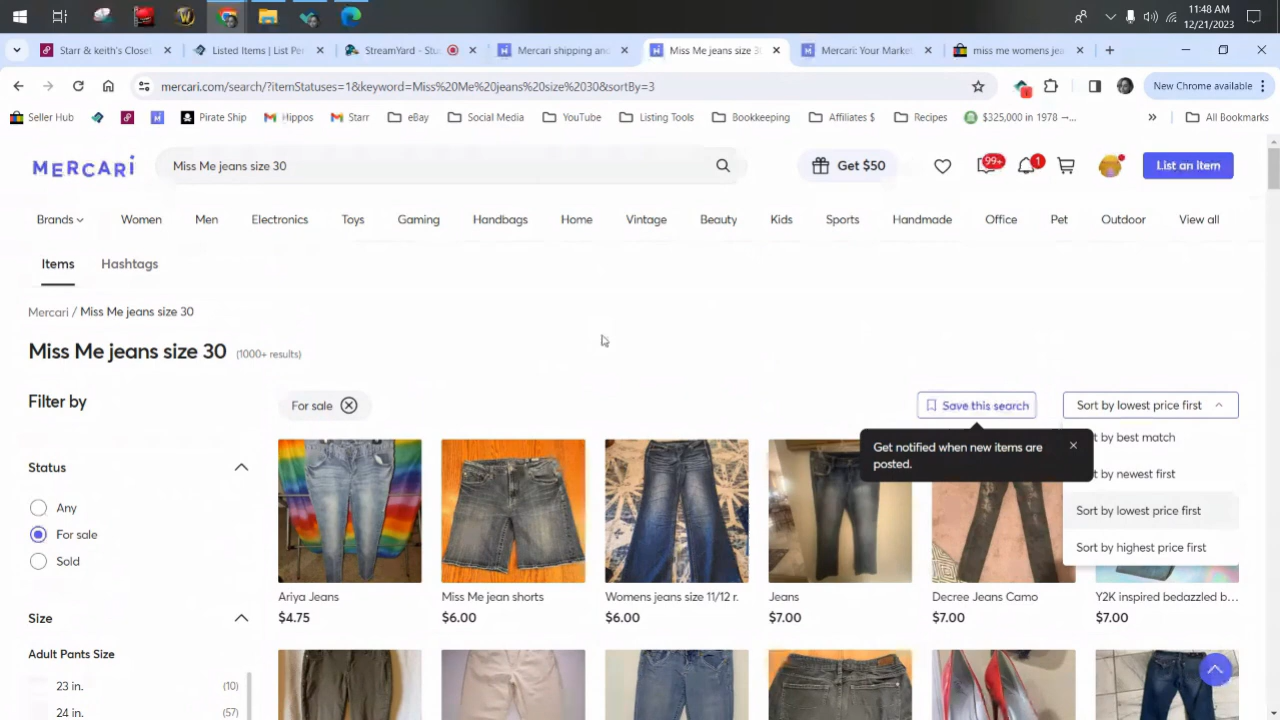 11:48 AM
12/21/2023
Starr & keith's Closet
Listed Items | List Per
StreamYard - Stu
Mercari shipping and
Miss Me jeans size 3
Mercari: Your Market
miss me womens jea
mercari.com/search/?itemStatuses=1&keyword=Miss%20Me%20jeans%20size%2030&sortBy=3
New Chrome available
Seller Hub
Pirate Ship
Hippos
Starr
eBay
Social Media
YouTube
Listing Tools
Bookkeeping
Affiliates $
Recipes
$325,000 in 1978 →...
All Bookmarks
MERCARI
Miss Me jeans size 30
Get $50
99+
1
List an item
Brands
Women
Men
Electronics
Toys
Gaming
Handbags
Home
Vintage
Beauty
Kids
Sports
Handmade
Office
Pet
Outdoor
View all
Items
Hashtags
Mercari / Miss Me jeans size 30
Miss Me jeans size 30 (1000+ results)
Filter by
For sale
Save this search
Sort by lowest price first
Get notified when new items are
posted.
t by best match
t by newest first
Sort by lowest price first
Sort by highest price first
Status
Any
For sale
Sold
Size
Adult Pants Size
23 in. (10)
24 in. (57)
Ariya Jeans
$4.75
Miss Me jean shorts
$6.00
Womens jeans size 11/12 r.
$6.00
Jeans
$7.00
Decree Jeans Camo
$7.00
Y2K inspired bedazzled b...
$7.00